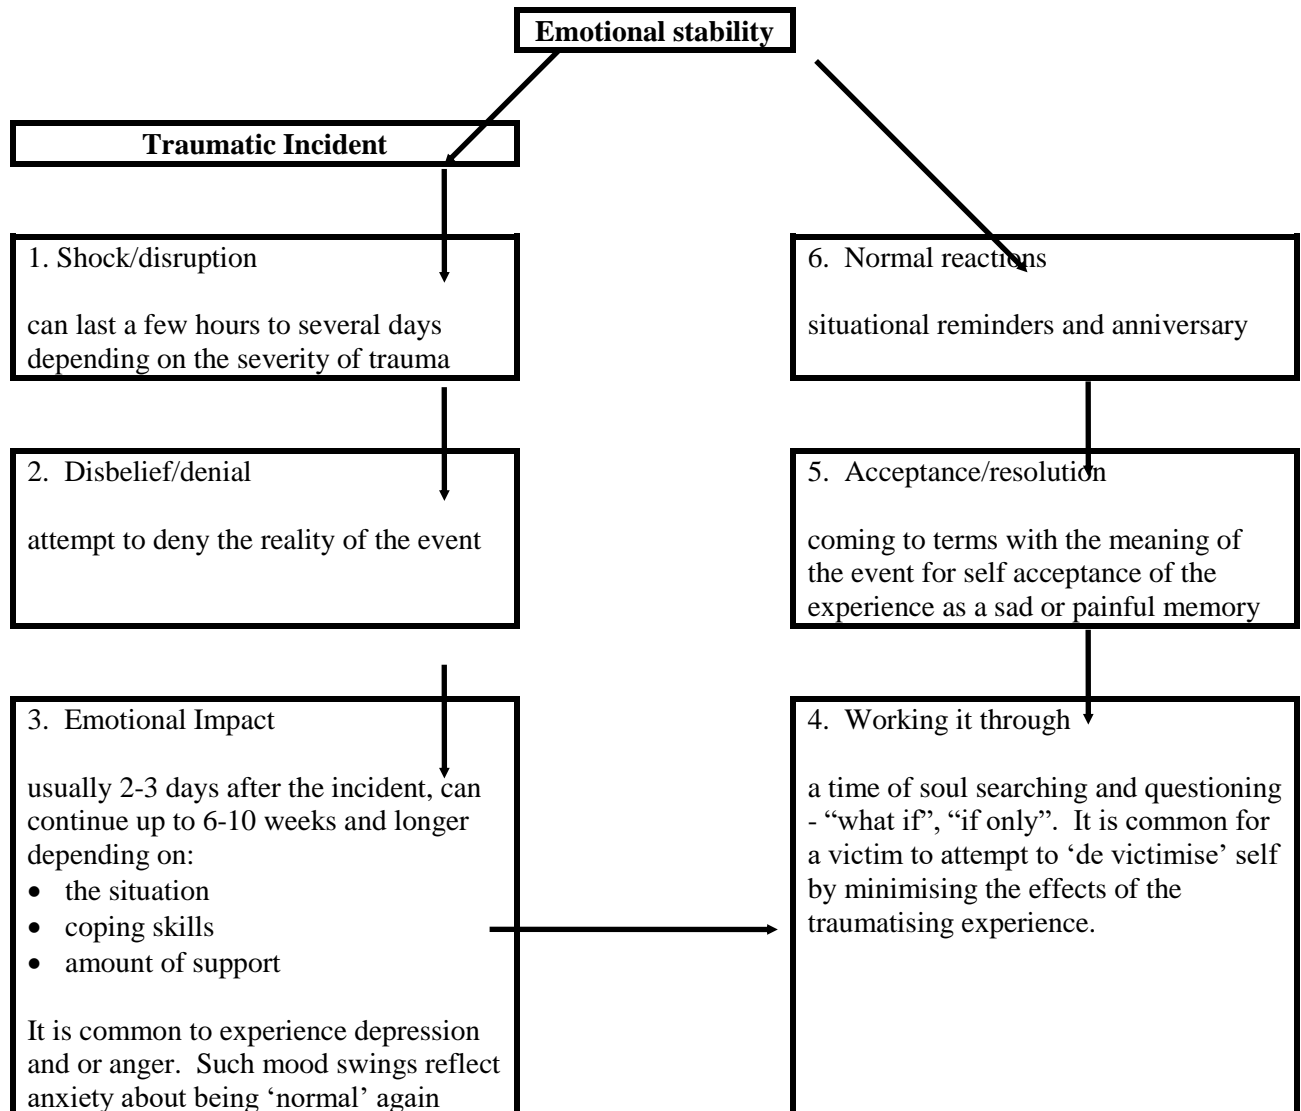 Emotional stability
Traumatic Incident
1. Shock/disruption
can last a few hours to several days
depending on the severity of trauma
2.  Disbelief/denial
attempt to deny the reality of the event
3.  Emotional Impact
usually 2-3 days after the incident, can
continue up to 6-10 weeks and longer
depending on:
• the situation
• coping skills
• amount of support
It is common to experience depression
and or anger.  Such mood swings reflect
anxiety about being ‘normal’ again
6.  Normal reactions
situational reminders and anniversary
5.  Acceptance/resolution
coming to terms with the meaning of
the event for self acceptance of the
experience as a sad or painful memory
4.  Working it through
a time of soul searching and questioning
- “what if”, “if only”.  It is common for
a victim to attempt to ‘de victimise’ self
by minimising the effects of the
traumatising experience.